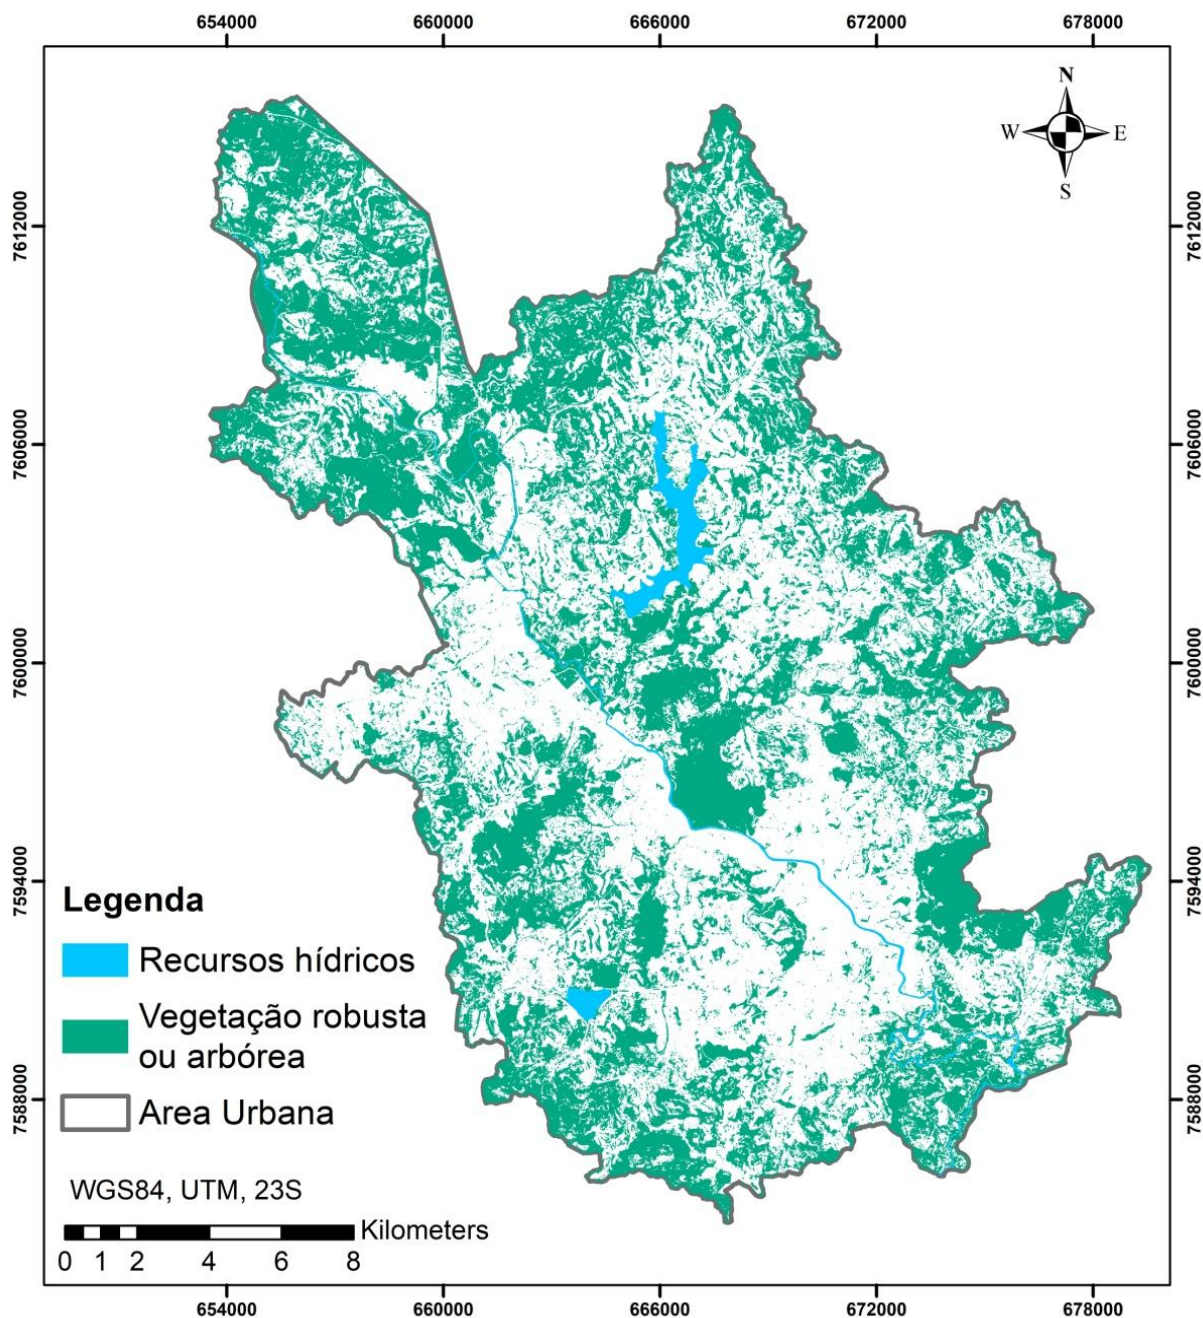 654000 660000 666000 672000 678000
N
W E
S
7612000 7612000
7606000 7606000
7600000 7600000
7594000 7594000
7588000 7588000
Legenda
Recursos hídricos
Vegetação robusta
ou arbórea
Area Urbana
WGS84, UTM, 23S
Kilometers
0 1 2 4 6 8
654000 660000 666000 672000 678000